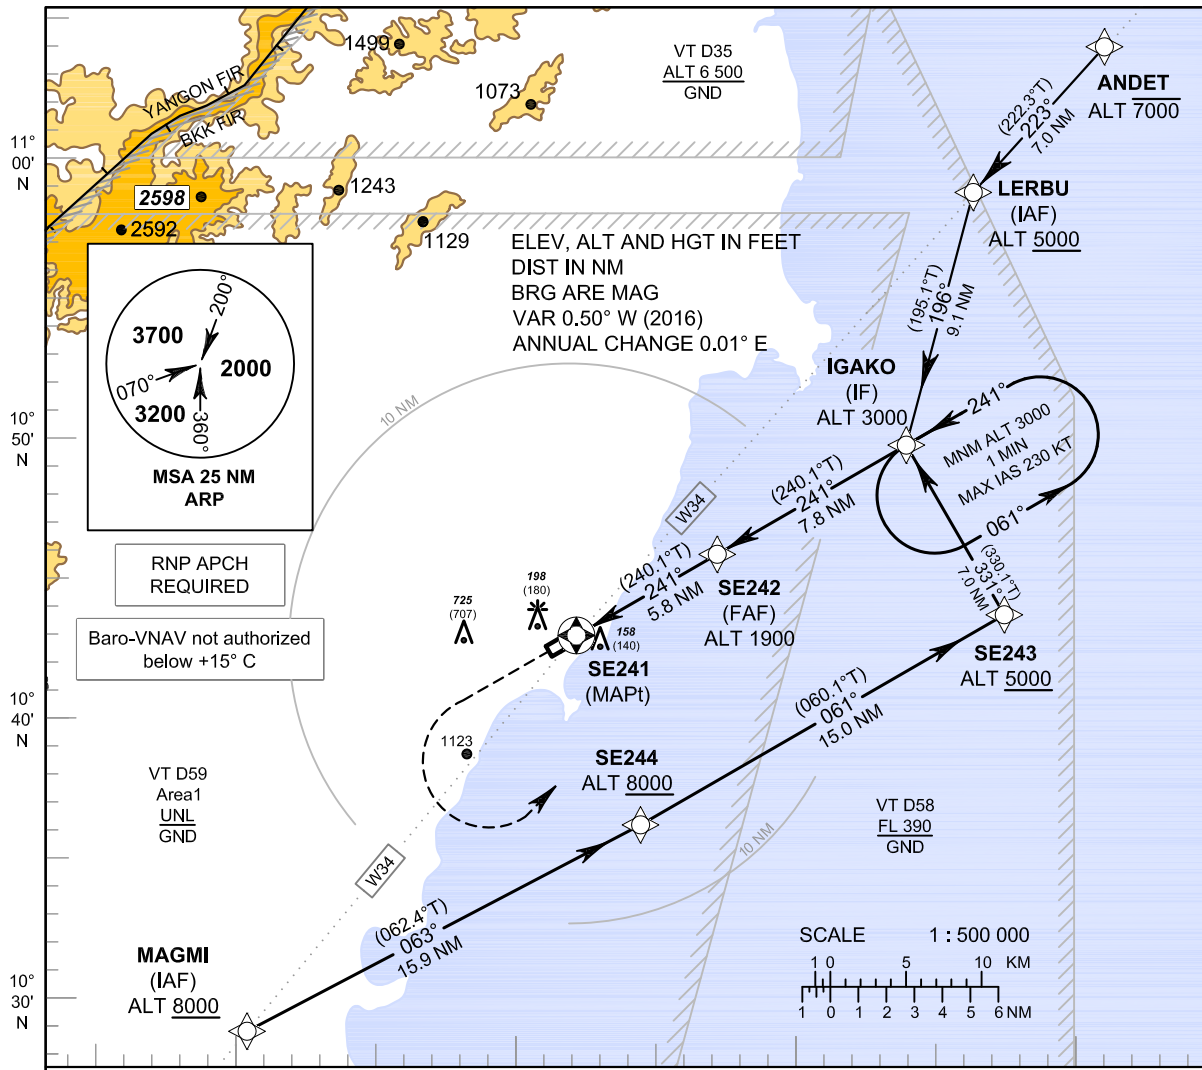 1499
VT D35
ALT 6 500
GND
1073
YANGON FIR
BKK FIR
ANDET
ALT 7000
(222.3°T)
223°
7.0 NM
11°
00'
N
1243
2598
2592
1129
LERBU
(IAF)
ALT 5000
ELEV, ALT AND HGT IN FEET
DIST IN NM
BRG ARE MAG
VAR 0.50° W (2016)
ANNUAL CHANGE 0.01° E
(195.1°T)
196°
9.1 NM
200°
3700
2000
070°
3200
360°
MSA 25 NM
ARP
10 NM
IGAKO
(IF)
ALT 3000
241°
MNM ALT 3000
1 MIN
MAX IAS 230 KT
061°
10°
50'
N
(240.1°T)
241°
7.8 NM
W34
RNP APCH
REQUIRED
Baro-VNAV not authorized
below +15° C
(240.1°T)
241°
5.8 NM
SE242
(FAF)
ALT 1900
(330.1°T)
331°
7.0 NM
725
(707)
198
(180)
158
(140)
SE241
(MAPt)
SE243
ALT 5000
10°
40'
N
1123
(060.1°T)
061°
15.0 NM
SE244
ALT 8000
VT D59
Area1
UNL
GND
VT D58
FL 390
GND
10 NM
W34
(062.4°T)
063°
15.9 NM
MAGMI
(IAF)
ALT 8000
10°
30'
N
SCALE 1 : 500 000
1 0 5 10 KM
1 0 1 2 3 4 5 6 NM